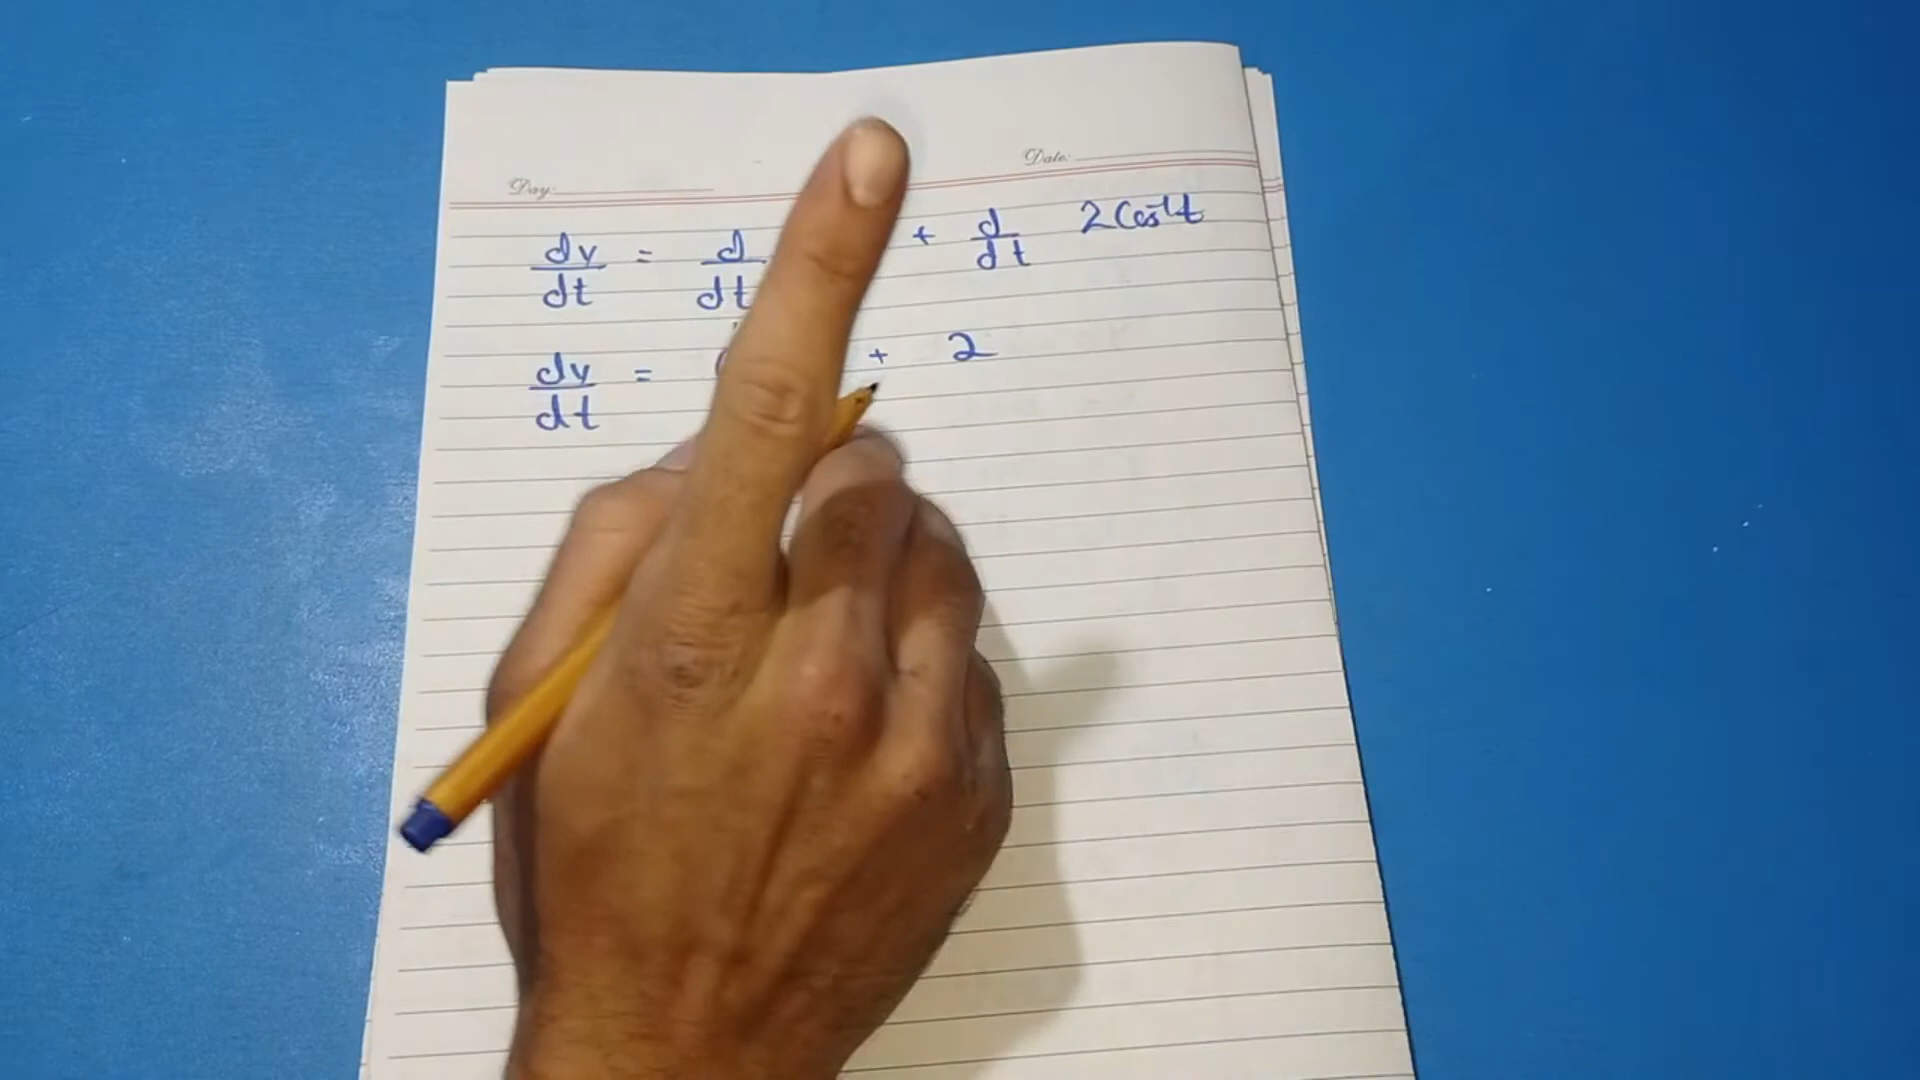 Day:
Date:
dy/dt = d/dt + d/dt 2Cos⁻¹t
dy/dt = + 2